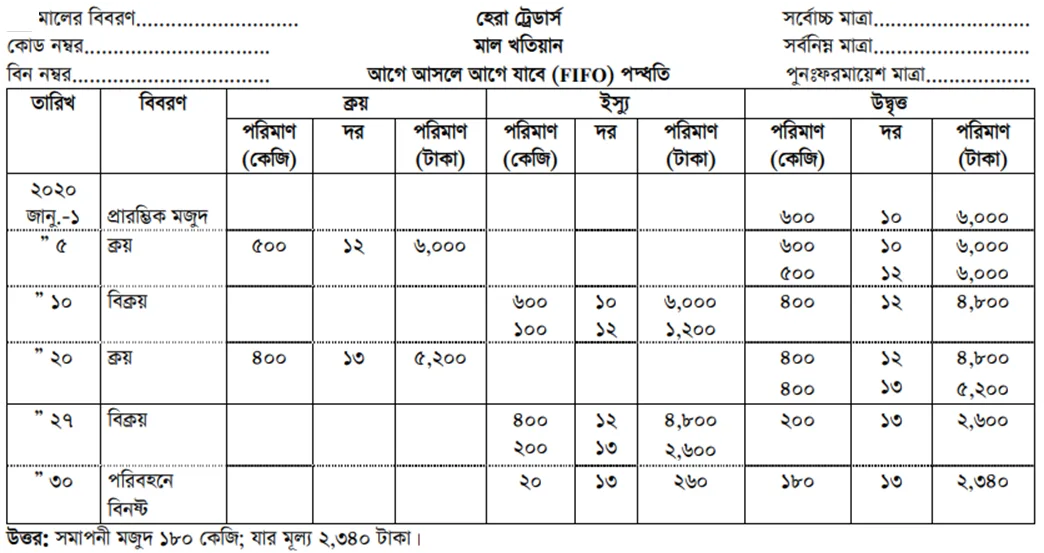 মালের বিবরণ............................ হেরা ট্রেডার্স সর্বোচ্চ মাত্রা...........................
কোড নম্বর................................ মাল খতিয়ান সর্বনিম্ন মাত্রা...........................
বিন নম্বর.................................. আগে আসলে আগে যাবে (FIFO) পদ্ধতি পুনঃফরমায়েশ মাত্রা..................
তারিখ বিবরণ ক্রয় ইস্যু উদ্বৃত্ত
পরিমাণ দর পরিমাণ পরিমাণ দর পরিমাণ পরিমাণ দর পরিমাণ
(কেজি) (টাকা) (কেজি) (টাকা) (কেজি) (টাকা)
২০২০
জানু.-১ প্রারম্ভিক মজুদ ৬০০ ১০ ৬,০০০
” ৫ ক্রয় ৫০০ ১২ ৬,০০০ ৬০০ ১০ ৬,০০০
৫০০ ১২ ৬,০০০
” ১০ বিক্রয় ৬০০ ১০ ৬,০০০ ৪০০ ১২ ৪,৮০০
১০০ ১২ ১,২০০
” ২০ ক্রয় ৪০০ ১৩ ৫,২০০ ৪০০ ১২ ৪,৮০০
৪০০ ১৩ ৫,২০০
” ২৭ বিক্রয় ৪০০ ১২ ৪,৮০০ ২০০ ১৩ ২,৬০০
২০০ ১৩ ২,৬০০
” ৩০ পরিবহনে ২০ ১৩ ২৬০ ১৮০ ১৩ ২,৩৪০
বিনষ্ট
উত্তর: সমাপনী মজুদ ১৮০ কেজি; যার মূল্য ২,৩৪০ টাকা।